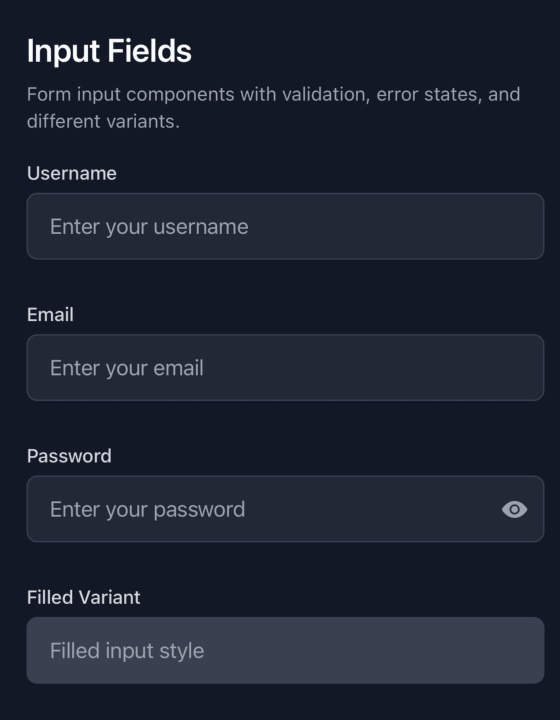 Input Fields
Form input components with validation, error states, and
different variants.
Username
Enter your username
Email
Enter your email
Password
Enter your password
Filled Variant
Filled input style